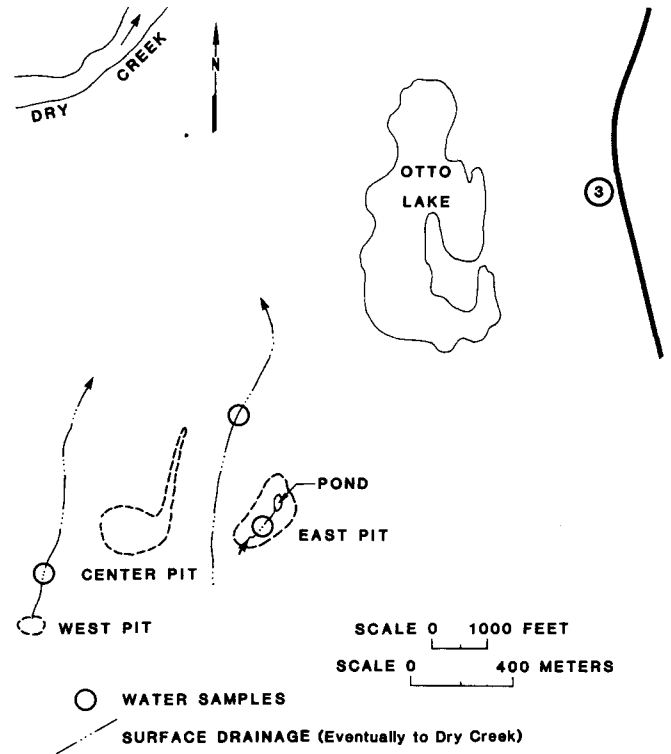 DRY CREEK
N
OTTO
LAKE
3
POND
EAST PIT
CENTER PIT
WEST PIT
SCALE 0 1000 FEET
SCALE 0 400 METERS
WATER SAMPLES
SURFACE DRAINAGE (Eventually to Dry Creek)